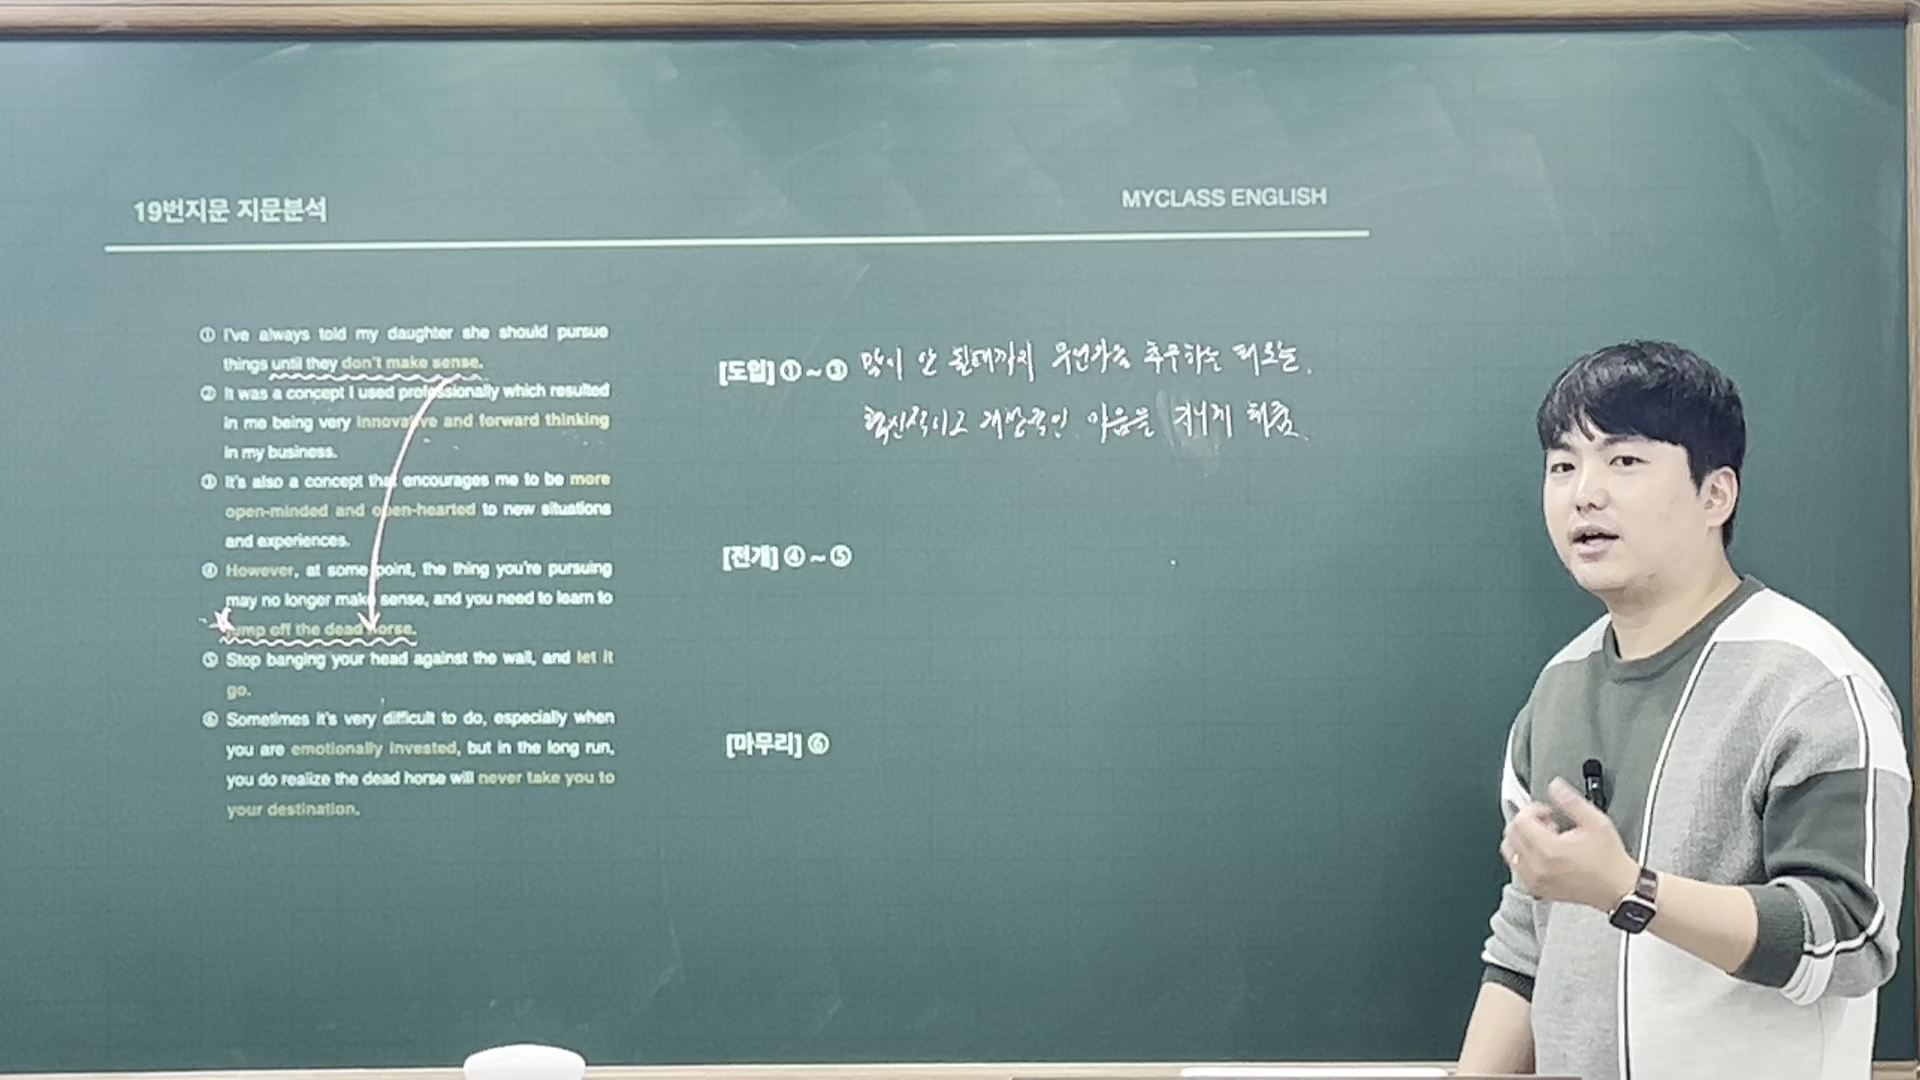 19번지문 지문분석
MYCLASS ENGLISH
① I've always told my daughter she should pursue
things until they don't make sense.
② It was a concept I used professionally which resulted
in me being very innovative and forward thinking
in my business.
③ It's also a concept that encourages me to be more
open-minded and open-hearted to new situations
and experiences.
④ However, at some point, the thing you're pursuing
may no longer make sense, and you need to learn to
jump off the dead horse.
⑤ Stop banging your head against the wall, and let it
go.
⑥ Sometimes it's very difficult to do, especially when
you are emotionally invested, but in the long run,
you do realize the dead horse will never take you to
your destination.
[도입] ① ~ ③ 말이 안 될때까지 무언가를 추구하는 태도는,
혁신적이고 개방적인 마음을 지니게 해줌.
[전개] ④ ~ ⑤
[마무리] ⑥